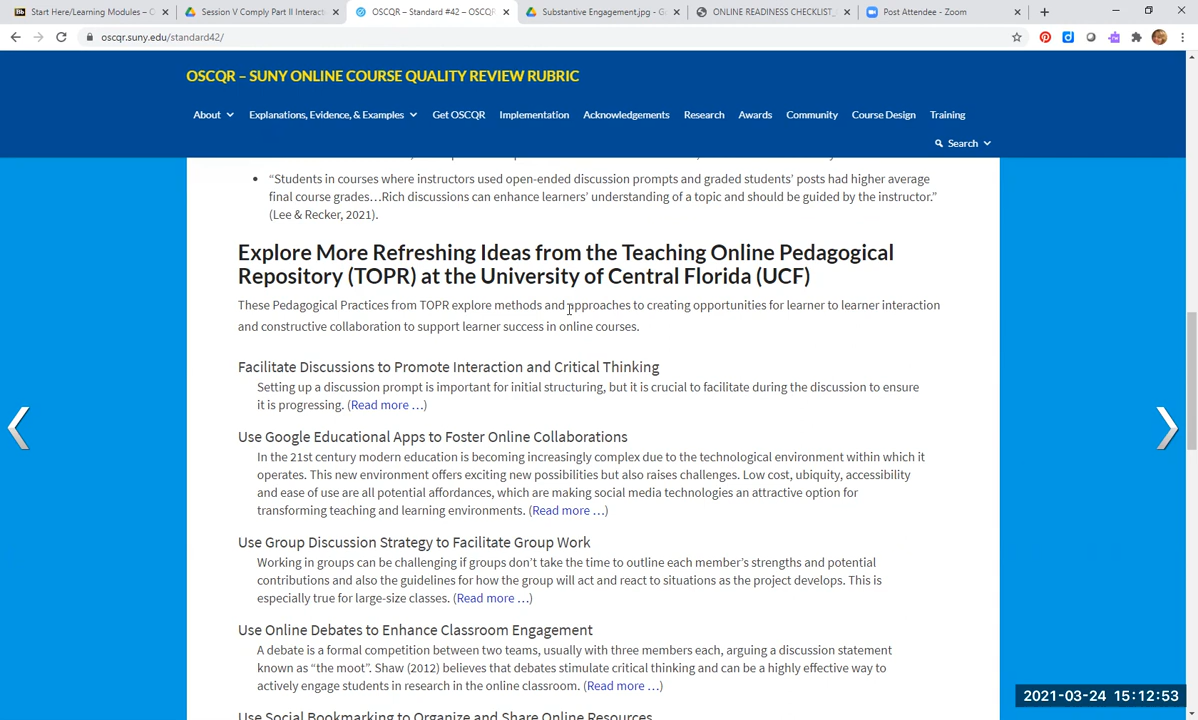 Start Here/Learning Modules – C
Session V Comply Part II Interact
OSCQR – Standard #42 – OSCQR
Substantive Engagement.jpg - G
ONLINE READINESS CHECKLIST_
Post Attendee - Zoom
oscqr.suny.edu/standard42/
OSCQR – SUNY ONLINE COURSE QUALITY REVIEW RUBRIC
About Explanations, Evidence, & Examples Get OSCQR Implementation Acknowledgements Research Awards Community Course Design Training
Search
“Students in courses where instructors used open-ended discussion prompts and graded students’ posts had higher average
final course grades…Rich discussions can enhance learners’ understanding of a topic and should be guided by the instructor.”
(Lee & Recker, 2021).
Explore More Refreshing Ideas from the Teaching Online Pedagogical
Repository (TOPR) at the University of Central Florida (UCF)
These Pedagogical Practices from TOPR explore methods and approaches to creating opportunities for learner to learner interaction
and constructive collaboration to support learner success in online courses.
Facilitate Discussions to Promote Interaction and Critical Thinking
Setting up a discussion prompt is important for initial structuring, but it is crucial to facilitate during the discussion to ensure
it is progressing. (Read more …)
Use Google Educational Apps to Foster Online Collaborations
In the 21st century modern education is becoming increasingly complex due to the technological environment within which it
operates. This new environment offers exciting new possibilities but also raises challenges. Low cost, ubiquity, accessibility
and ease of use are all potential affordances, which are making social media technologies an attractive option for
transforming teaching and learning environments. (Read more …)
Use Group Discussion Strategy to Facilitate Group Work
Working in groups can be challenging if groups don’t take the time to outline each member’s strengths and potential
contributions and also the guidelines for how the group will act and react to situations as the project develops. This is
especially true for large-size classes. (Read more …)
Use Online Debates to Enhance Classroom Engagement
A debate is a formal competition between two teams, usually with three members each, arguing a discussion statement
known as “the moot”. Shaw (2012) believes that debates stimulate critical thinking and can be a highly effective way to
actively engage students in research in the online classroom. (Read more …)
Use Social Bookmarking to Organize and Share Online Resources
2021-03-24 15:12:53